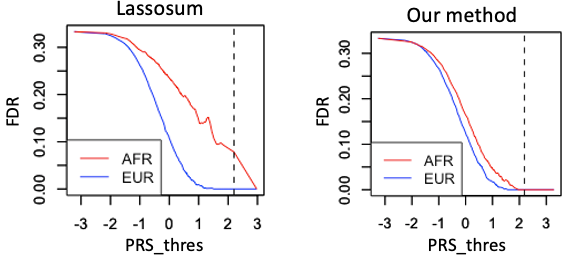 Lassosum
FDR
0.30
0.20
0.10
0.00
AFR
EUR
-3 -2 -1 0 1 2 3
PRS_thres
Our method
FDR
0.30
0.20
0.10
0.00
AFR
EUR
-3 -2 -1 0 1 2 3
PRS_thres